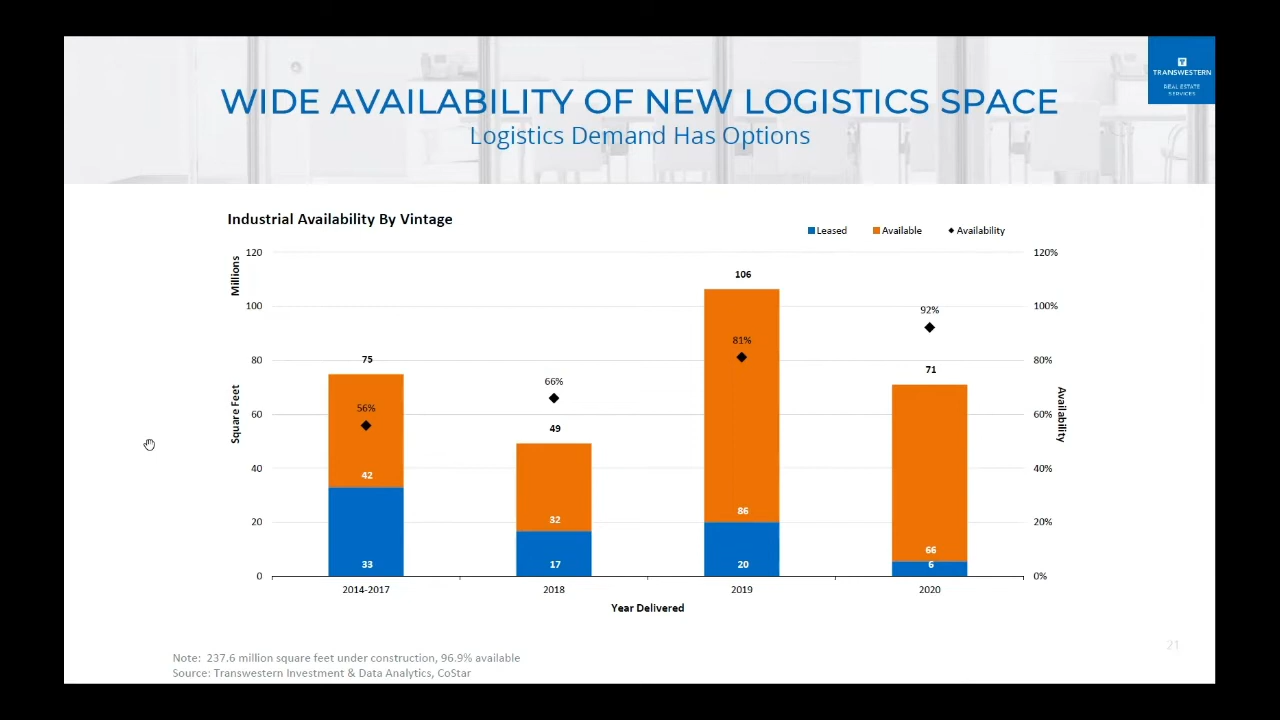 WIDE AVAILABILITY OF NEW LOGISTICS SPACE
Logistics Demand Has Options
TRANSWESTERN
REAL ESTATE
SERVICES
Industrial Availability By Vintage
Leased Available Availability
Millions
Square Feet
120
100
80
60
40
20
0
120%
100%
80%
60%
40%
20%
0%
Availability
75
56%
42
33
66%
49
32
17
106
81%
86
20
92%
71
66
6
2014-2017 2018 2019 2020
Year Delivered
21
Note: 237.6 million square feet under construction, 96.9% available
Source: Transwestern Investment & Data Analytics, CoStar